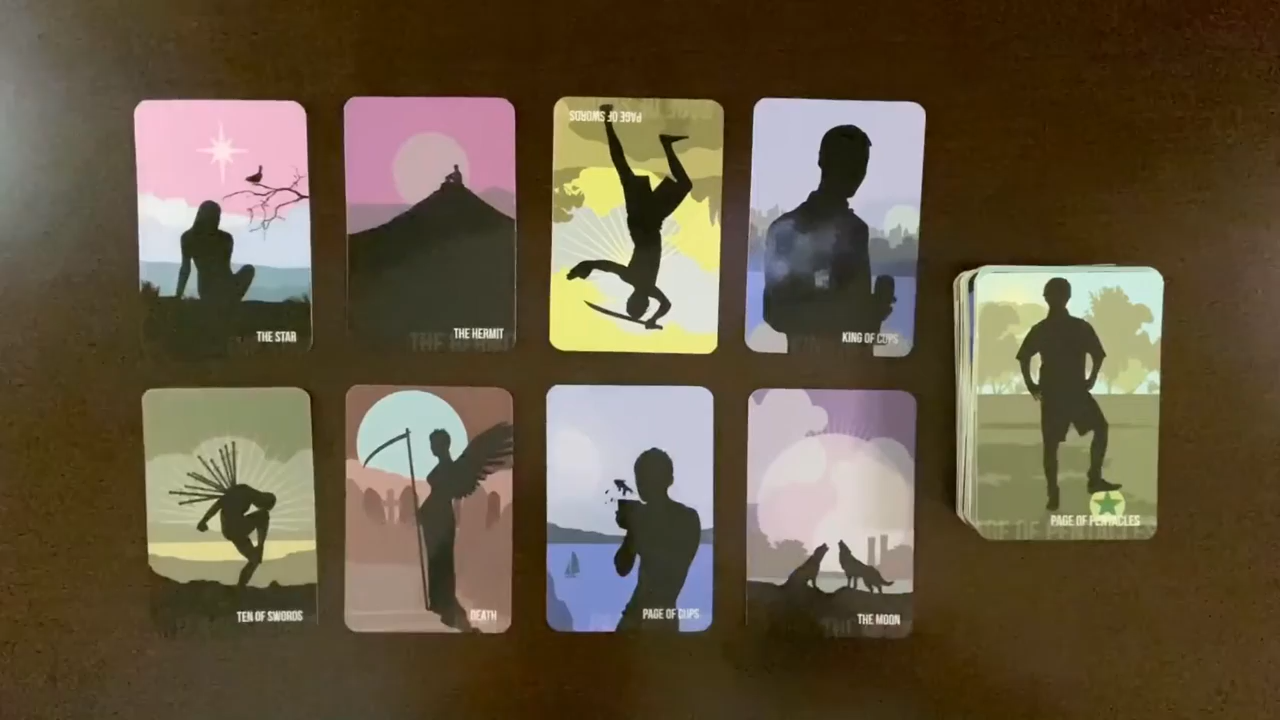 THE STAR
THE HERMIT
PAGE OF SWORDS
KING OF CUPS
TEN OF SWORDS
DEATH
PAGE OF CUPS
THE MOON
PAGE OF PENTACLES